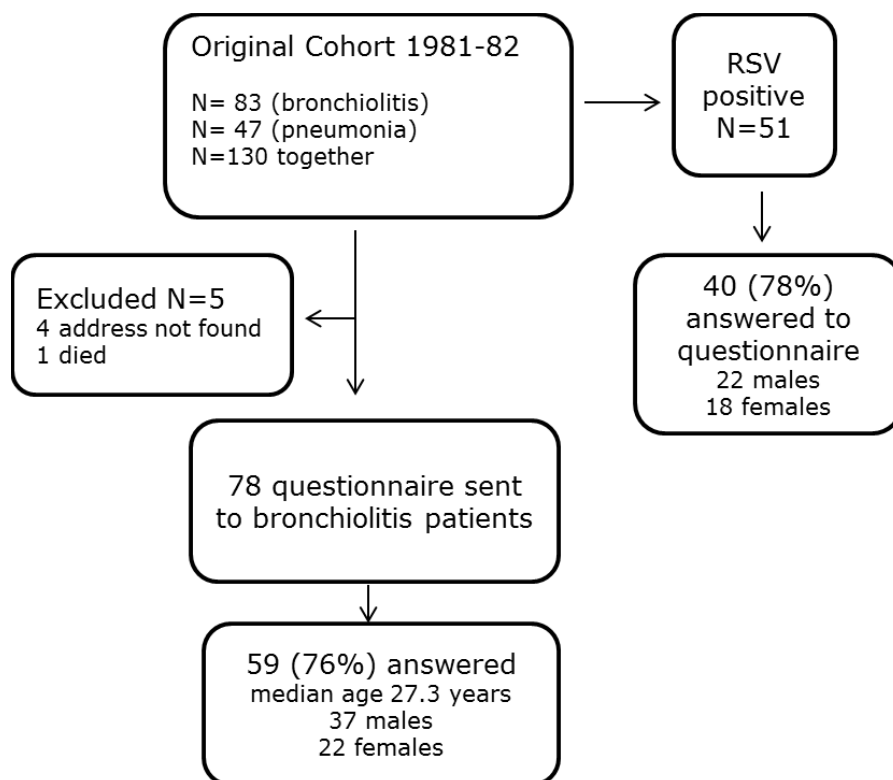 Original Cohort 1981-82
N= 83 (bronchiolitis)
N= 47 (pneumonia)
N=130 together
RSV
positive
N=51
Excluded N=5
4 address not found
1 died
40 (78%)
answered to
questionnaire
22 males
18 females
78 questionnaire sent
to bronchiolitis patients
59 (76%) answered
median age 27.3 years
37 males
22 females